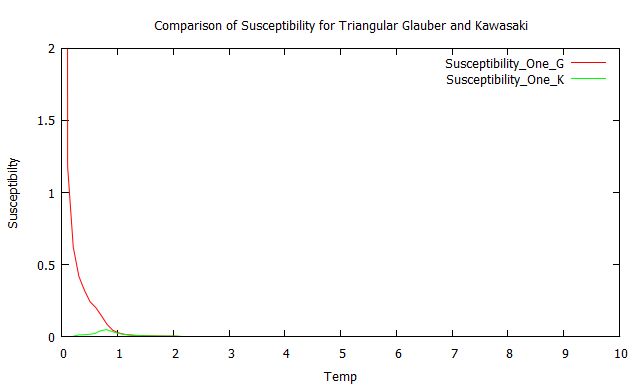 Comparison of Susceptibility for Triangular Glauber and Kawasaki
Susceptibility_One_G
Susceptibility_One_K
2
1.5
1
0.5
0
Susceptibilty
0 1 2 3 4 5 6 7 8 9 10
Temp